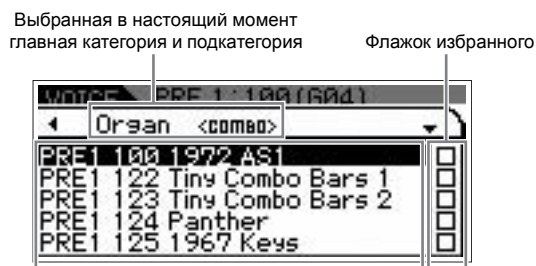 Выбранная в настоящий момент
главная категория и подкатегория
Флажок избранного
VOICE PRE 1:100(G04)
Organ <COMBO>
PRE1 100 1972 AS1
PRE1 122 Tiny Combo Bars 1
PRE1 123 Tiny Combo Bars 2
PRE1 124 Panther
PRE1 125 1967 Keys